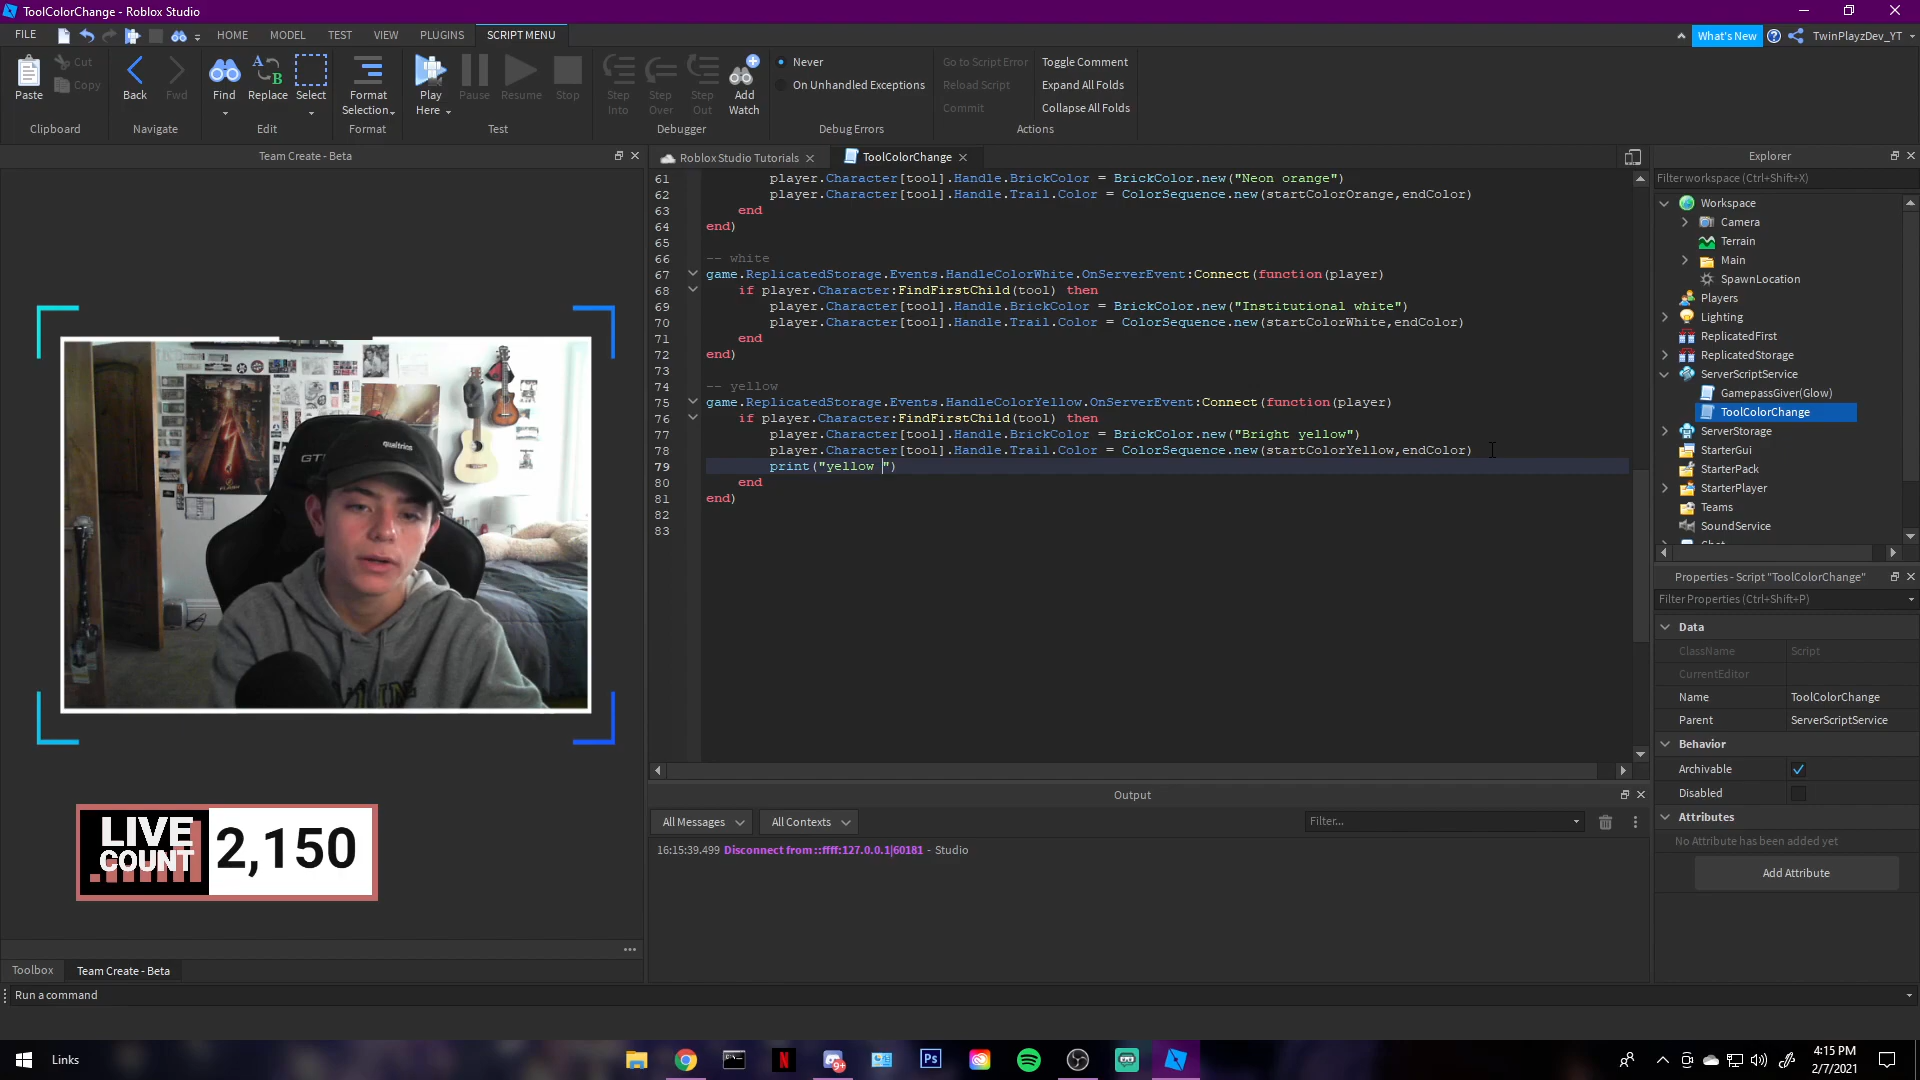 ToolColorChange - Roblox Studio
FILE
HOME
MODEL
TEST
VIEW
PLUGINS
SCRIPT MENU
What's New
TwinPlayzDev_YT
Paste
Cut
Copy
Clipboard
Back
Fwd
Navigate
Find
Replace
Select
Edit
Format
Selection
Format
Play
Here
Pause
Resume
Stop
Test
Step
Into
Step
Over
Step
Out
Add
Watch
Debugger
Never
On Unhandled Exceptions
Debug Errors
Go to Script Error
Reload Script
Commit
Toggle Comment
Expand All Folds
Collapse All Folds
Actions
Team Create - Beta
Roblox Studio Tutorials
ToolColorChange
61 player.Character[tool].Handle.BrickColor = BrickColor.new("Neon orange")
62 player.Character[tool].Handle.Trail.Color = ColorSequence.new(startColorOrange,endColor)
63 end
64 end)
65
66 -- white
67 game.ReplicatedStorage.Events.HandleColorWhite.OnServerEvent:Connect(function(player)
68 if player.Character:FindFirstChild(tool) then
69 player.Character[tool].Handle.BrickColor = BrickColor.new("Institutional white")
70 player.Character[tool].Handle.Trail.Color = ColorSequence.new(startColorWhite,endColor)
71 end
72 end)
73
74 -- yellow
75 game.ReplicatedStorage.Events.HandleColorYellow.OnServerEvent:Connect(function(player)
76 if player.Character:FindFirstChild(tool) then
77 player.Character[tool].Handle.BrickColor = BrickColor.new("Bright yellow")
78 player.Character[tool].Handle.Trail.Color = ColorSequence.new(startColorYellow,endColor)
79 print("yellow ")
80 end
81 end)
82
83
Explorer
Filter workspace (Ctrl+Shift+X)
Workspace
Camera
Terrain
Main
SpawnLocation
Players
Lighting
ReplicatedFirst
ReplicatedStorage
ServerScriptService
GamepassGiver(Glow)
ToolColorChange
ServerStorage
StarterGui
StarterPack
StarterPlayer
Teams
SoundService
Properties - Script "ToolColorChange"
Filter Properties (Ctrl+Shift+P)
Data
ClassName Script
CurrentEditor
Name ToolColorChange
Parent ServerScriptService
Behavior
Archivable
Disabled
Attributes
No Attribute has been added yet
Add Attribute
qualtrics
LIVE
COUNT
2,150
Output
All Messages
All Contexts
Filter...
16:15:39.499 Disconnect from ::ffff:127.0.0.1|60181 - Studio
Toolbox
Team Create - Beta
Run a command
Links
9+
Ps
4:15 PM
2/7/2021